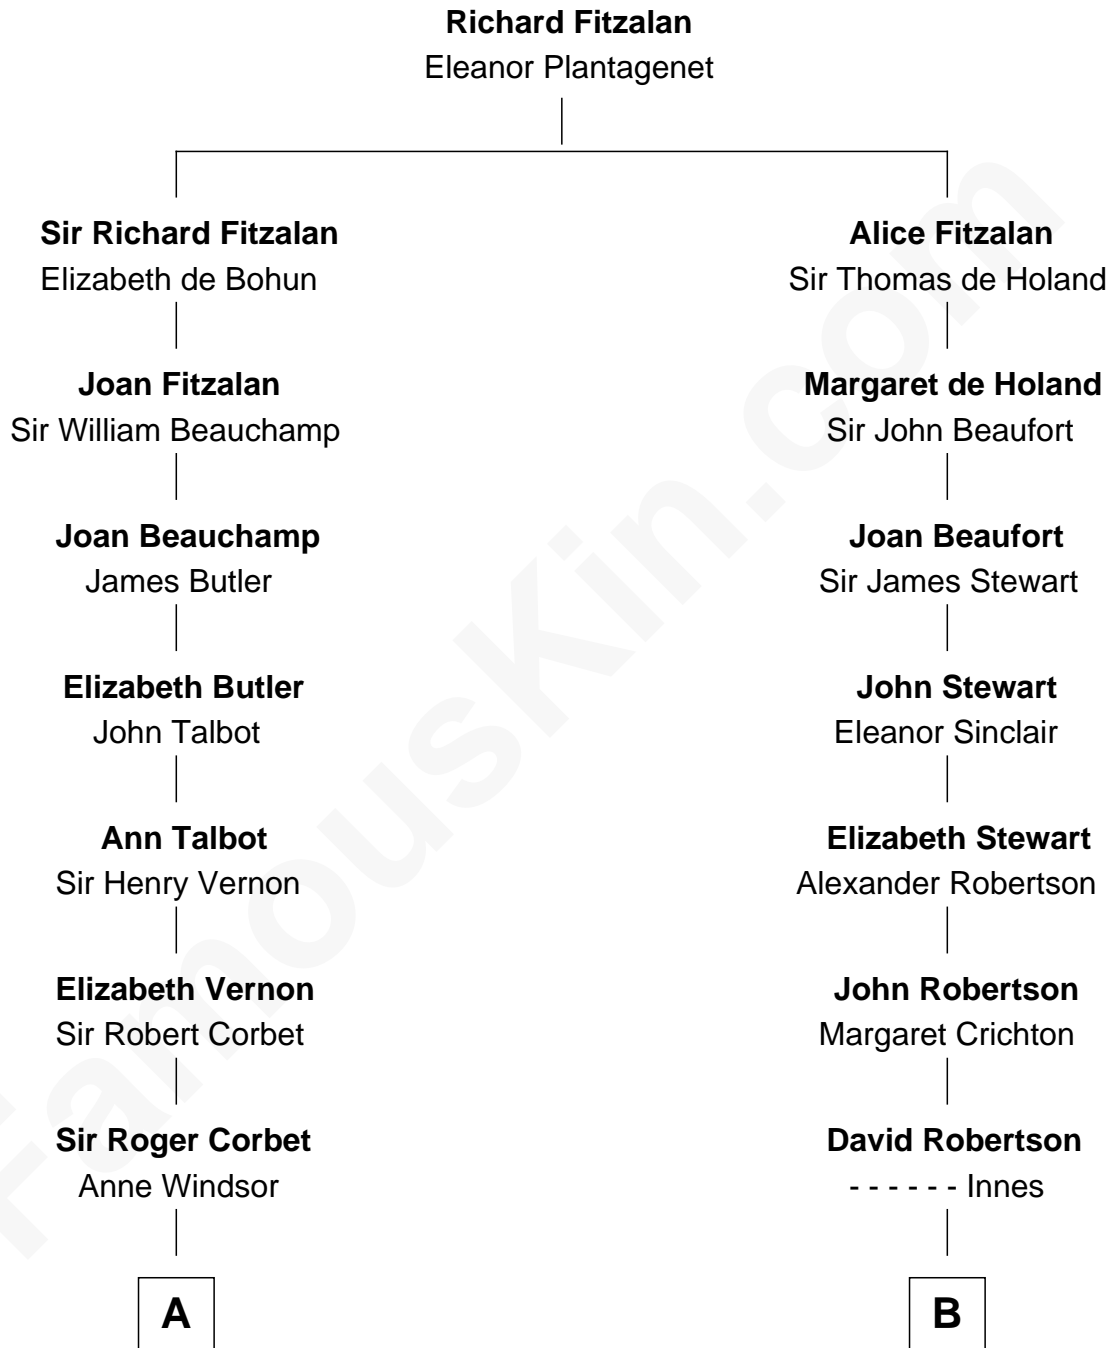 Richard Fitzalan
Eleanor Plantagenet
Sir Richard Fitzalan
Elizabeth de Bohun
Alice Fitzalan
Sir Thomas de Holand
Joan Fitzalan
Sir William Beauchamp
Margaret de Holand
Sir John Beaufort
Joan Beauchamp
James Butler
Joan Beaufort
Sir James Stewart
Elizabeth Butler
John Talbot
John Stewart
Eleanor Sinclair
Ann Talbot
Sir Henry Vernon
Elizabeth Stewart
Alexander Robertson
Elizabeth Vernon
Sir Robert Corbet
John Robertson
Margaret Crichton
Sir Roger Corbet
Anne Windsor
David Robertson
- - - - - - Innes
A
B
FamousKin.com